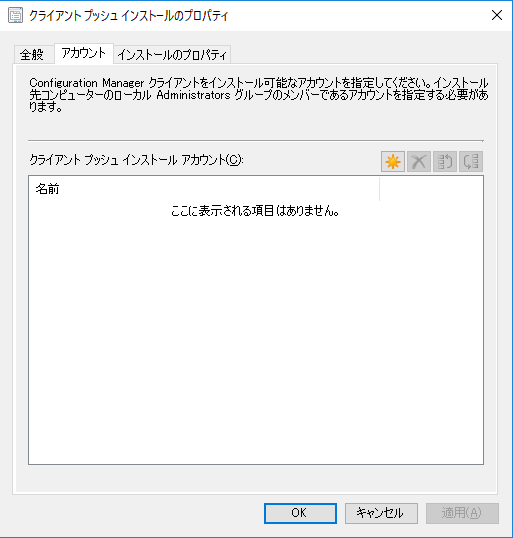 クライアント プッシュ インストールのプロパティ
全般 アカウント インストールのプロパティ
Configuration Manager クライアントをインストール可能なアカウントを指定してください。インストール
先コンピューターのローカル Administrators グループのメンバーであるアカウントを指定する必要があ
ります。
クライアント プッシュ インストール アカウント(C):
名前
ここに表示される項目はありません。
OK キャンセル 適用(A)